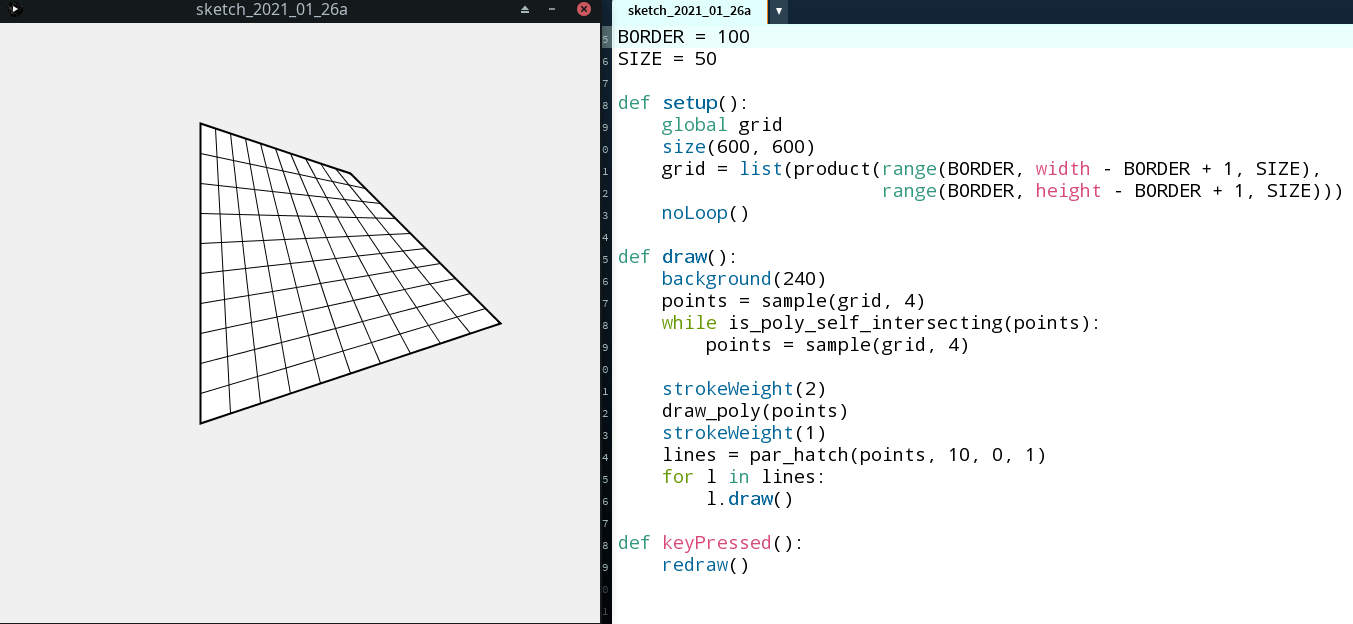 sketch_2021_01_26a
sketch_2021_01_26a
5 BORDER = 100
6 SIZE = 50
7
8 def setup():
9     global grid
0     size(600, 600)
1     grid = list(product(range(BORDER, width - BORDER + 1, SIZE),
2                         range(BORDER, height - BORDER + 1, SIZE)))
3     noLoop()
4
5 def draw():
6     background(240)
7     points = sample(grid, 4)
8     while is_poly_self_intersecting(points):
9         points = sample(grid, 4)
0
1     strokeWeight(2)
2     draw_poly(points)
3     strokeWeight(1)
4     lines = par_hatch(points, 10, 0, 1)
5     for l in lines:
6         l.draw()
7
8 def keyPressed():
9     redraw()
0
1